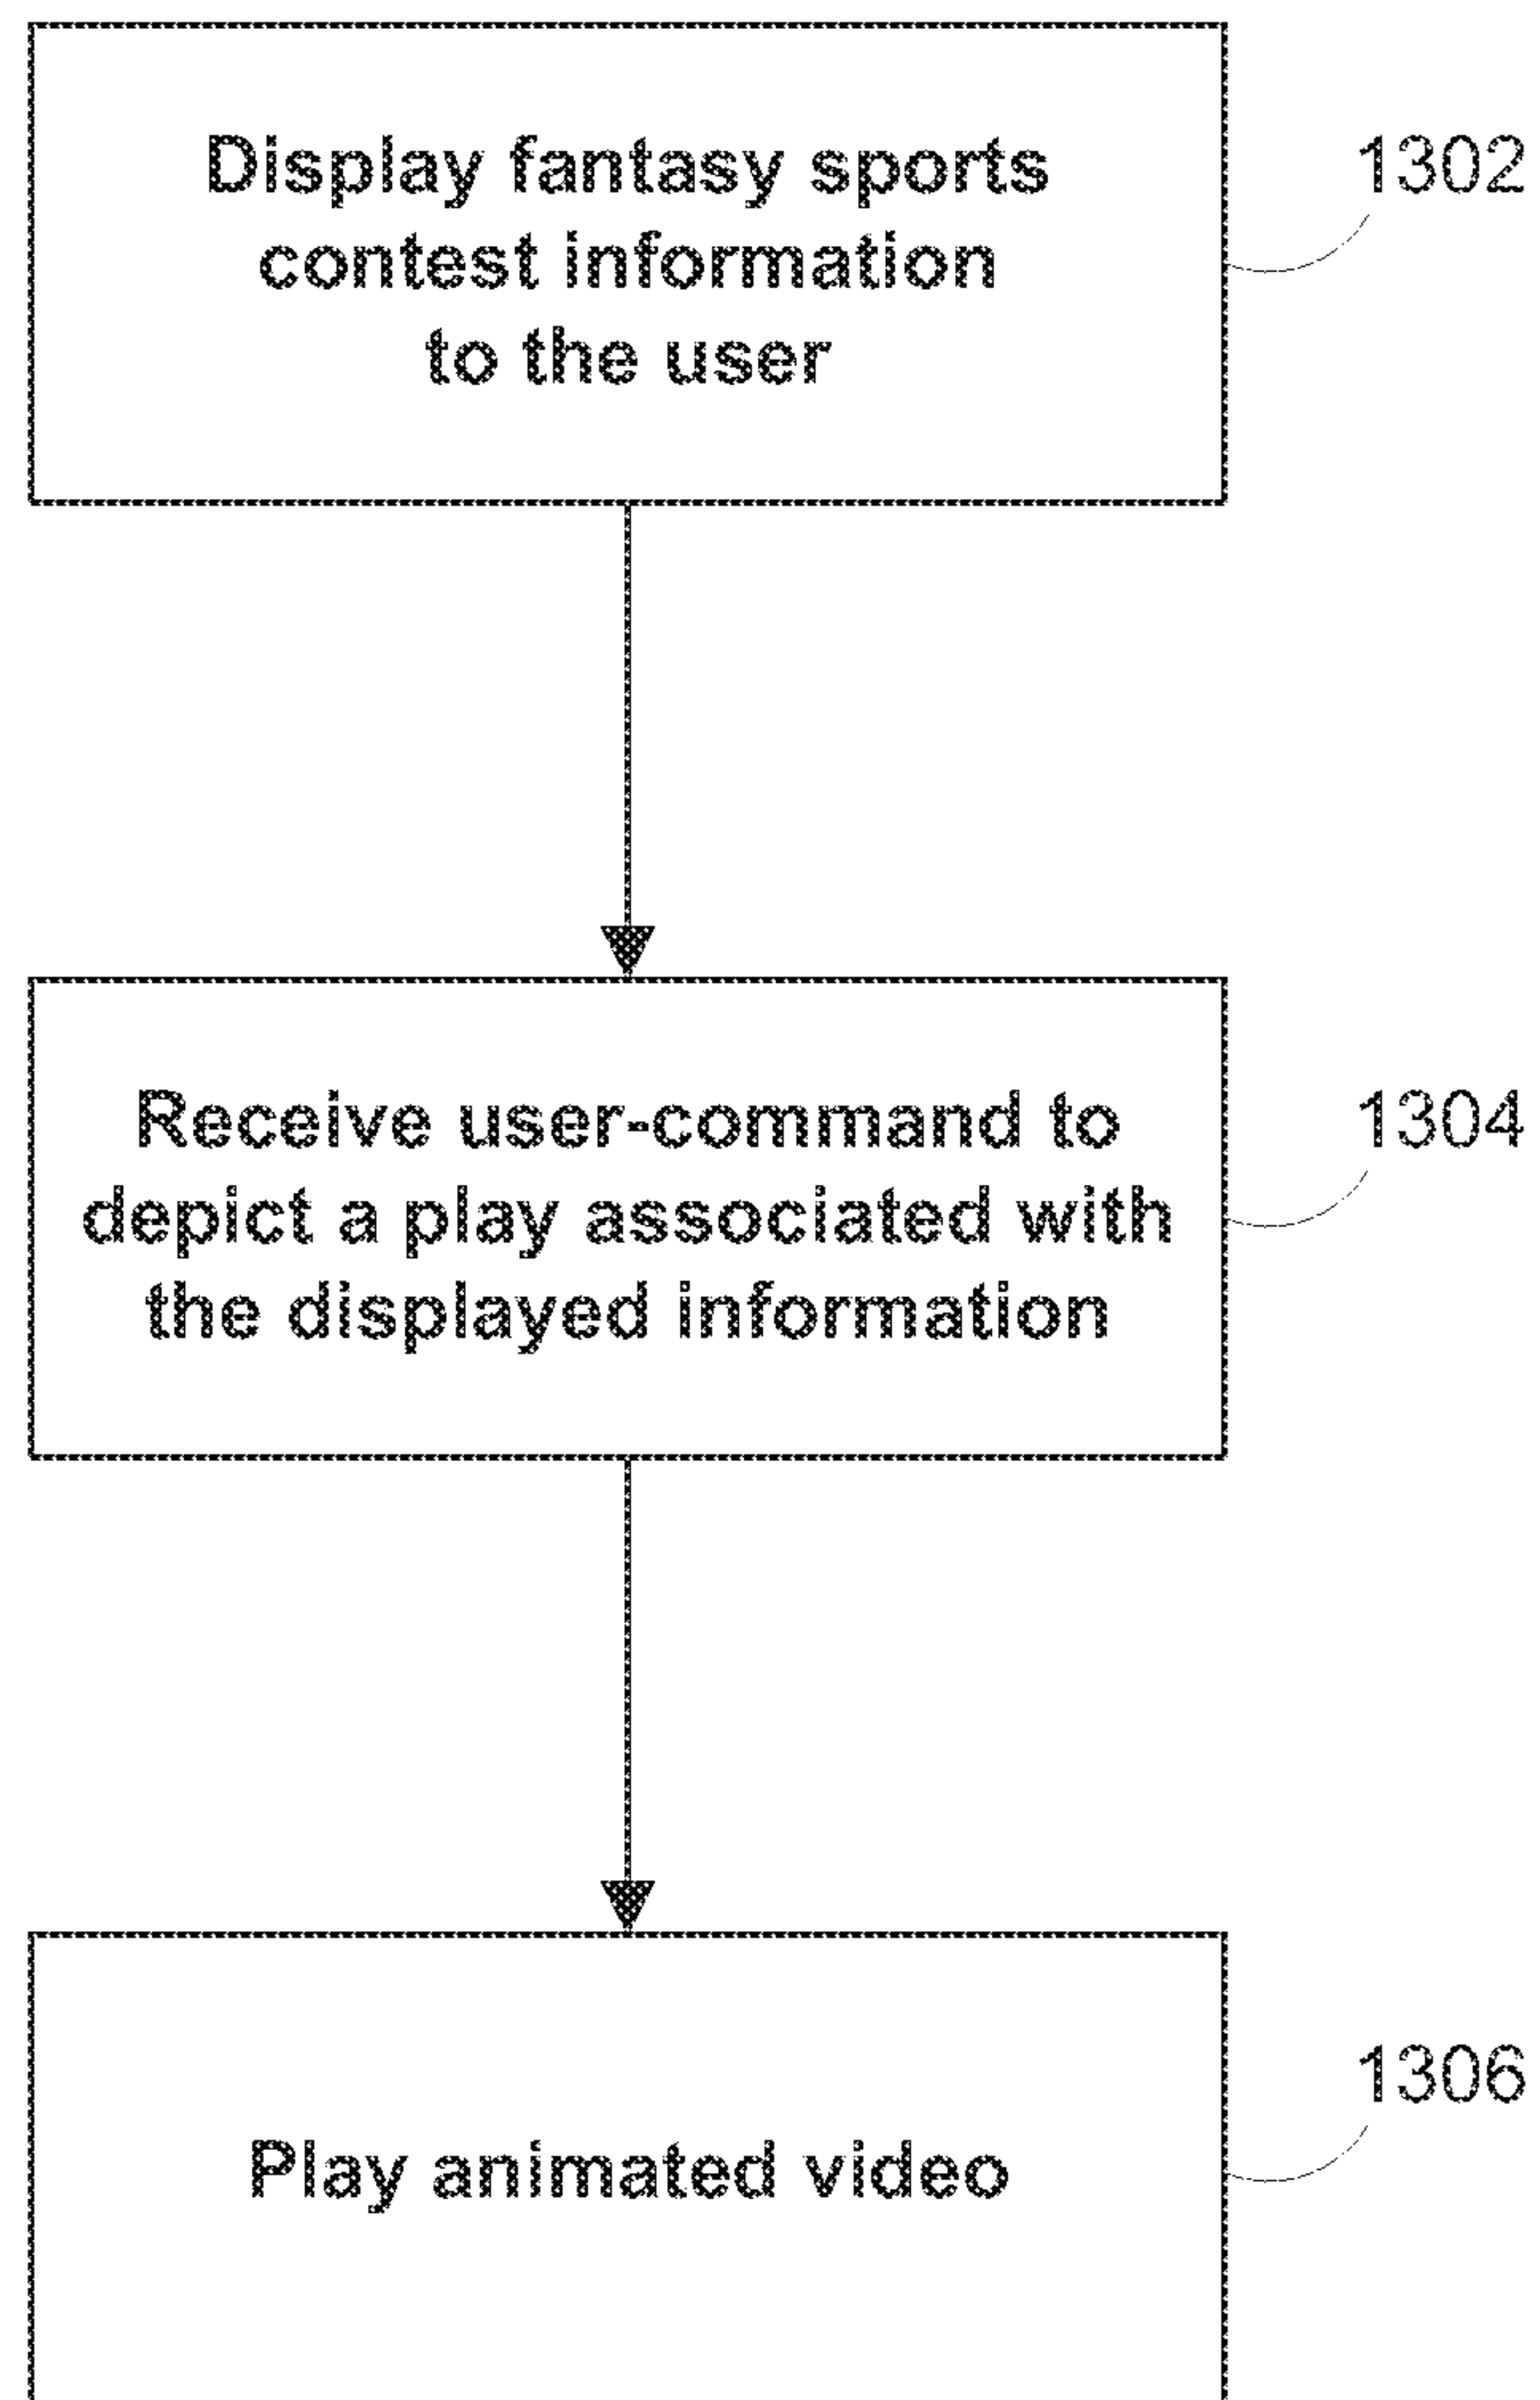 Display fantasy sports
contest information
to the user
1302
Receive user-command to
depict a play associated with
the displayed information
1304
Play animated video
1306